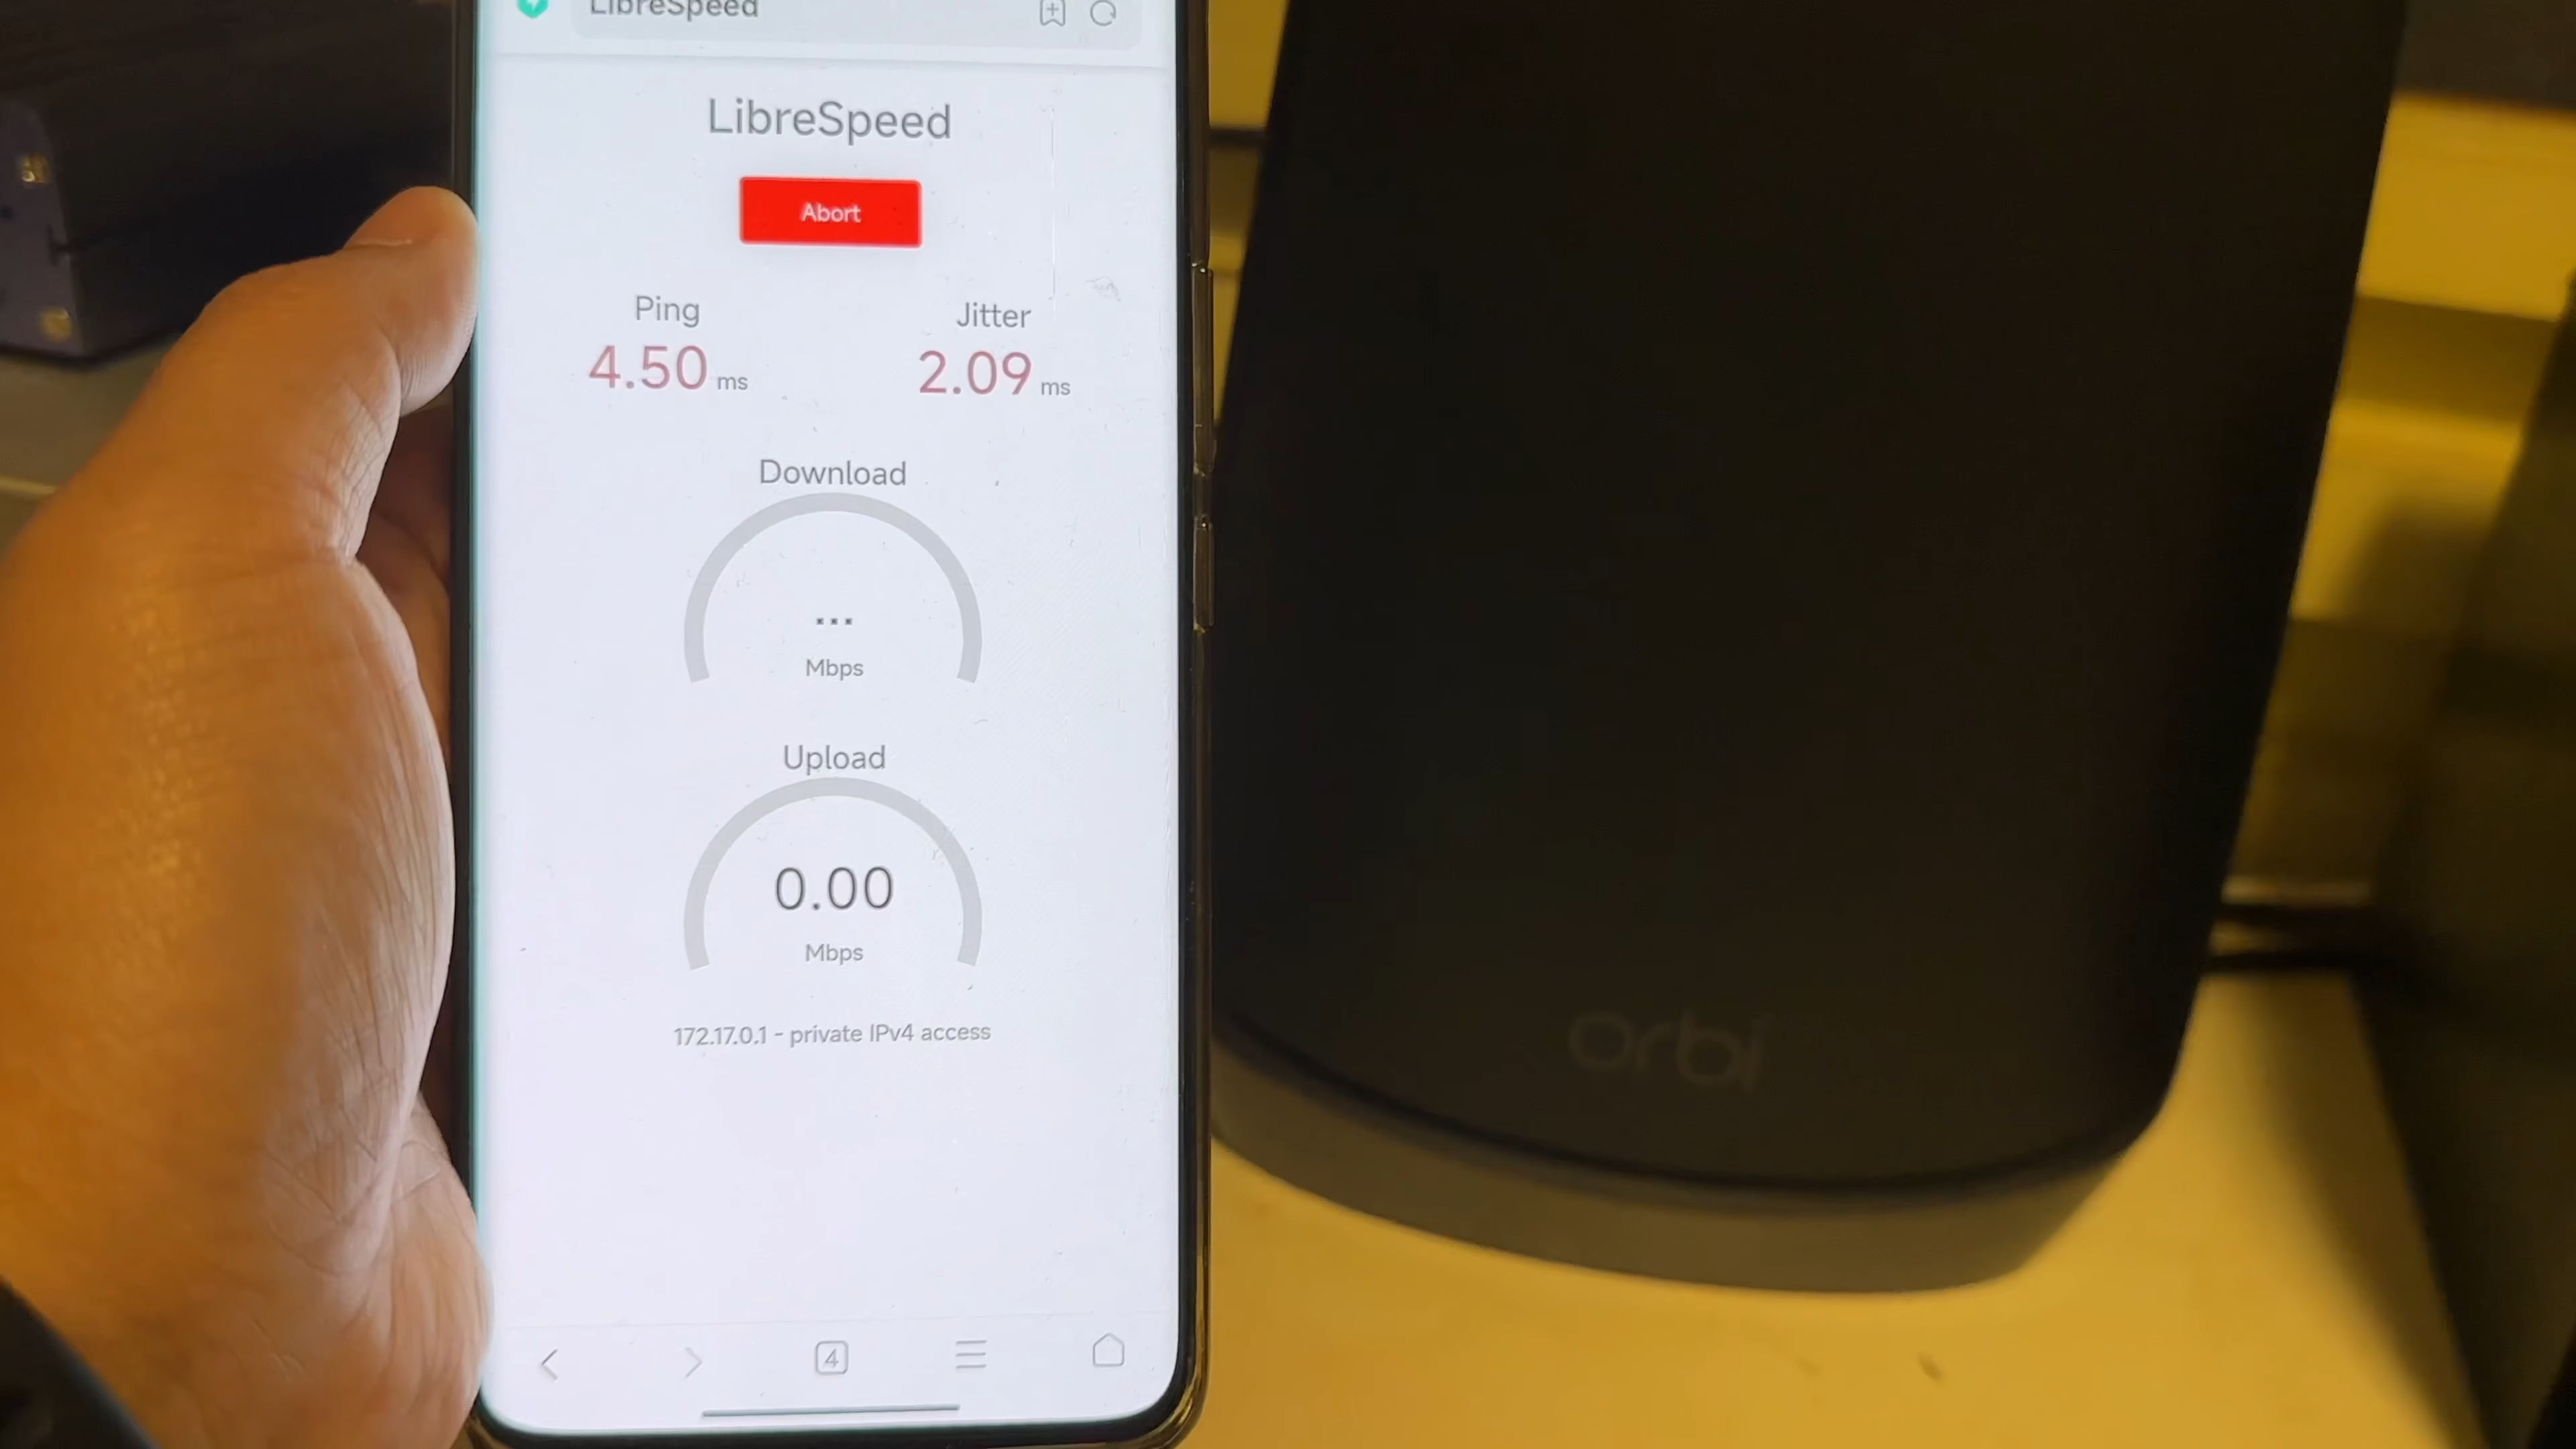 LibreSpeed
LibreSpeed
Abort
Ping
Jitter
4.50 ms
2.09 ms
Download
...
Mbps
Upload
0.00
Mbps
172.17.0.1 - private IPv4 access
4
orbi